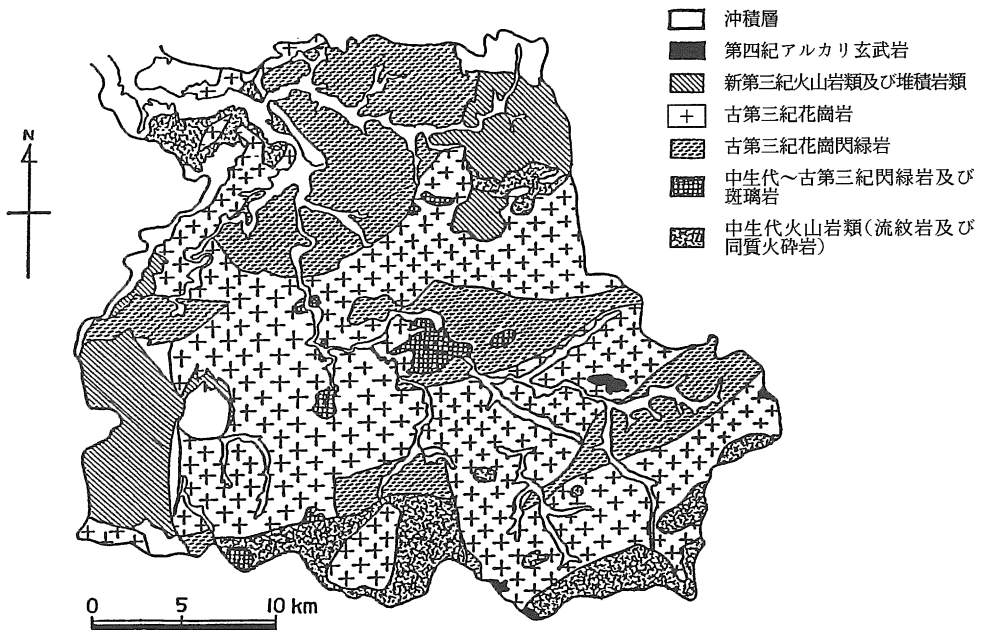 沖積層
第四紀アルカリ玄武岩
新第三紀火山岩類及び堆積岩類
古第三紀花崗岩
古第三紀花崗閃緑岩
中生代～古第三紀閃緑岩及び
斑璃岩
中生代火山岩類（流紋岩及び
同質火砕岩）
N
0 5 10 km